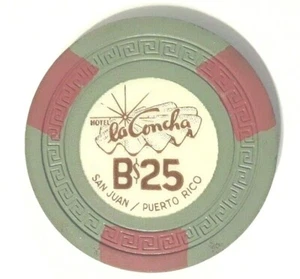 HOTEL
la Concha
B$25
SAN JUAN / PUERTO RICO